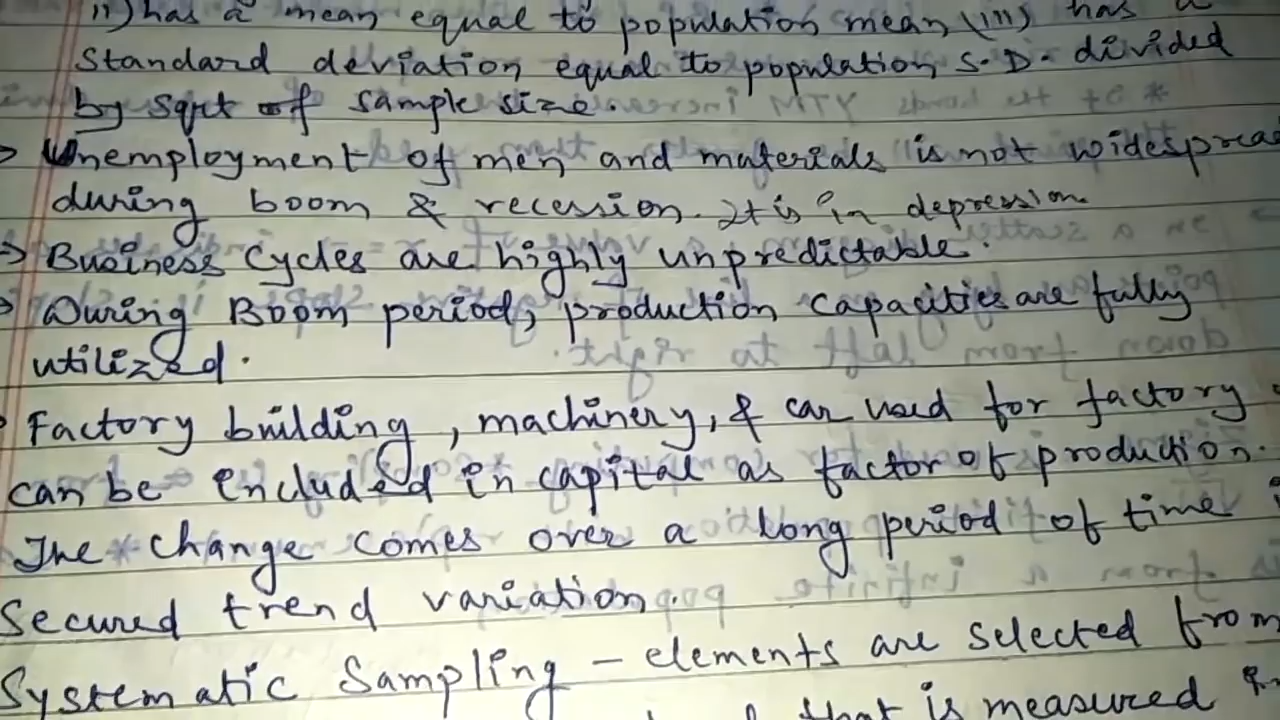 ii) has a mean equal to population mean, (iii) has a
standard deviation equal to population S.D. divided
by sqrt of sample size.
Unemployment of men and materials is not widesprea
during boom & recession. It is in depression.
Business Cycles are highly unpredictable.
During Boom period, production capacities are fully
utilized.
Factory building, machinery, & car used for factory
can be included in capital as factor of production.
The change comes over a long period of time
Secured trend variation.
Systematic Sampling - elements are selected from
that is measured